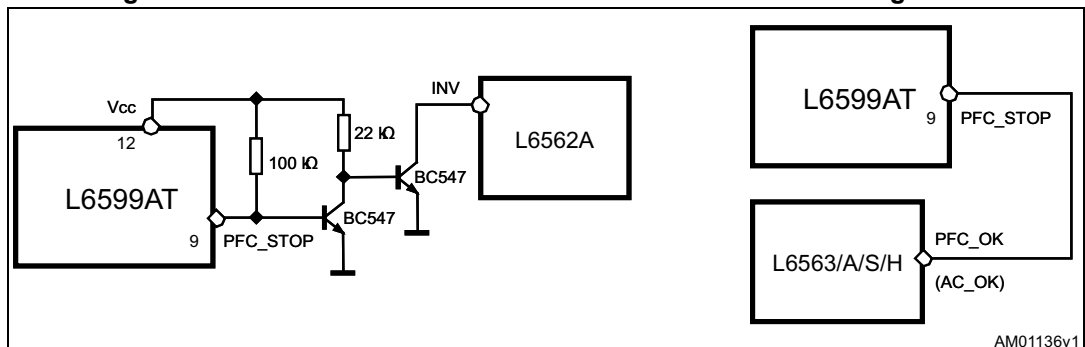 Vcc
12
L6599AT
9
PFC_STOP
100 kΩ
22 kΩ
BC547
BC547
INV
L6562A
L6599AT
9
PFC_STOP
L6563/A/S/H
PFC_OK
(AC_OK)
AM01136v1